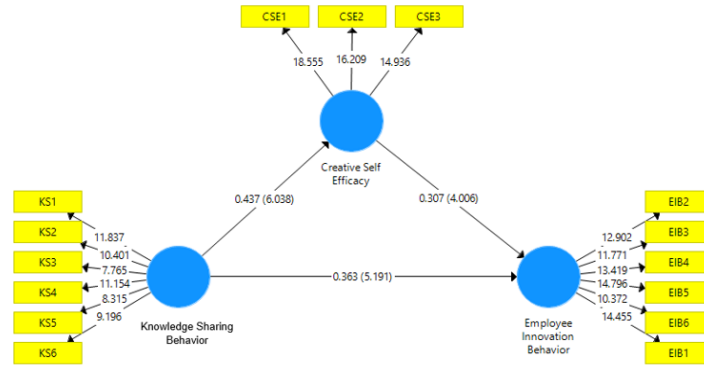 CSE1
CSE2
CSE3
18.555
16.209
14.936
Creative Self
Efficacy
0.437 (6.038)
0.307 (4.006)
KS1
KS2
KS3
KS4
KS5
KS6
11.837
10.401
7.765
11.154
8.315
9.196
Knowledge Sharing
Behavior
0.363 (5.191)
12.902
11.771
13.419
14.796
10.372
14.455
EIB2
EIB3
EIB4
EIB5
EIB6
EIB1
Employee
Innovation
Behavior